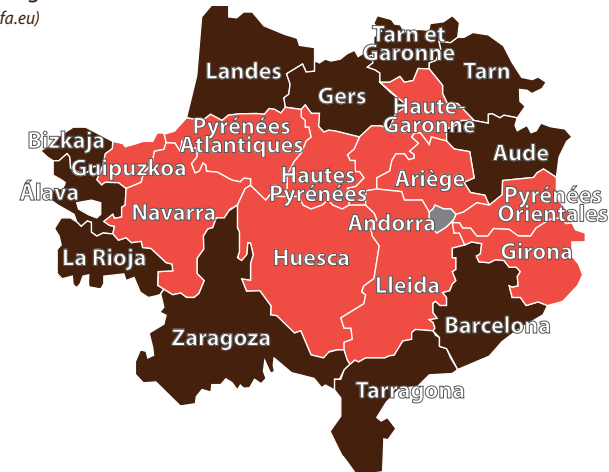 g
fa.eu)
Tarn et
Garonne
Landes
Tarn
Gers
Haute-
Garonne
Pyrénées
Atlantiques
Bizkaja
Aude
Guipuzkoa
Hautes
Pyrénées
Ariège
Álava
Pyrénées
Orientales
Navarra
Andorra
La Rioja
Huesca
Girona
Lleida
Zaragoza
Barcelona
Tarragona